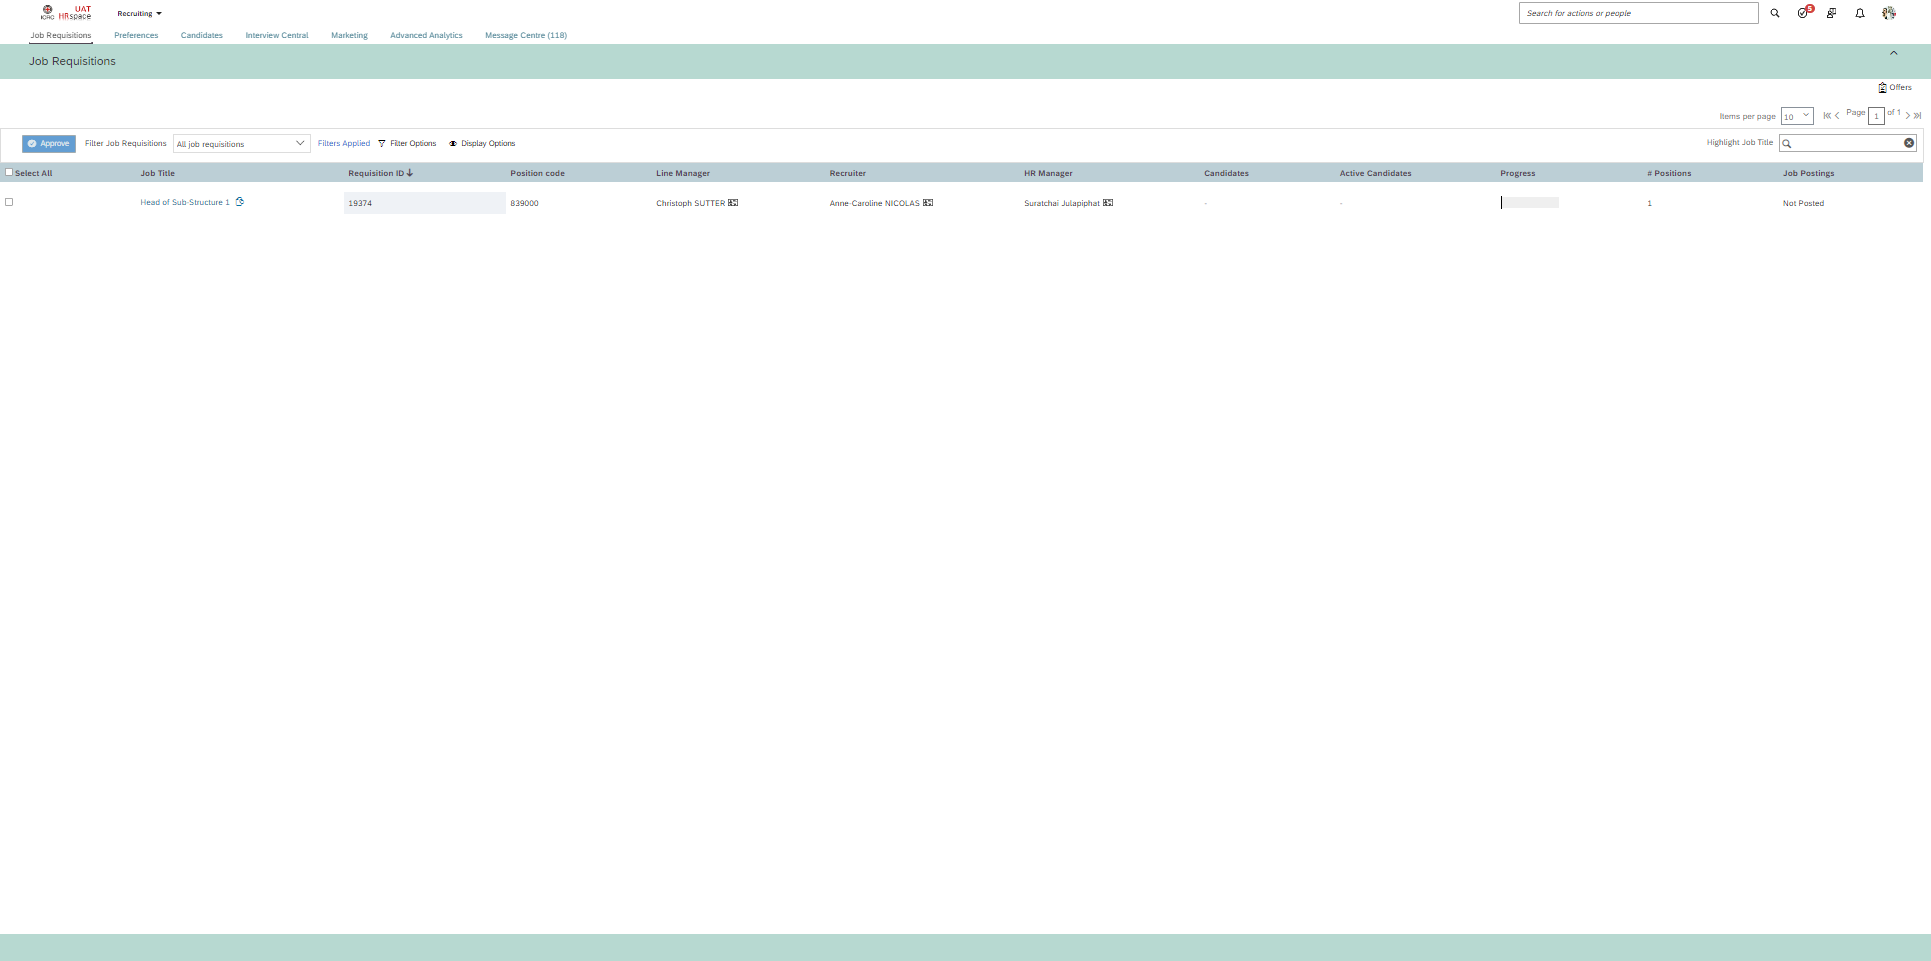 UAT
ICRC HRspace
Recruiting
Search for actions or people
5
Job Requisitions
Preferences
Candidates
Interview Central
Marketing
Advanced Analytics
Message Centre (118)
Job Requisitions
Offers
Items per page 10 Page 1 of 1
Approve
Filter Job Requisitions
All job requisitions
Filters Applied
Filter Options
Display Options
Highlight Job Title
Select All Job Title Requisition ID Position code Line Manager Recruiter HR Manager Candidates Active Candidates Progress # Positions Job Postings
Head of Sub-Structure 1 19374 839000 Christoph SUTTER Anne-Caroline NICOLAS Suratchai Julapiphat - - 1 Not Posted